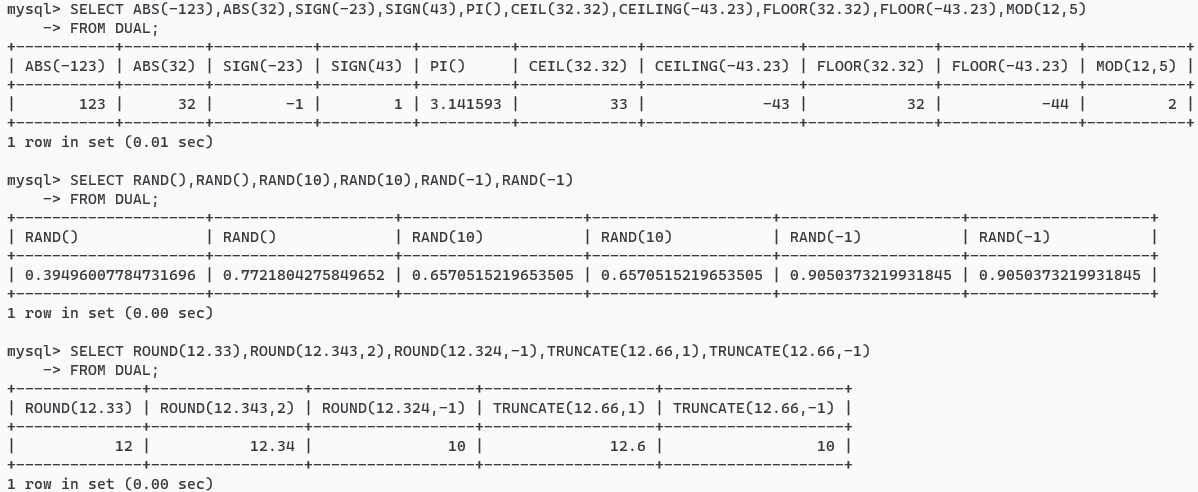 mysql> SELECT ABS(-123),ABS(32),SIGN(-23),SIGN(43),PI(),CEIL(32.32),CEILING(-43.23),FLOOR(32.32),FLOOR(-43.23),MOD(12,5)
    -> FROM DUAL;
+-----------+---------+-----------+----------+----------+-------------+-----------------+--------------+---------------+-----------+
| ABS(-123) | ABS(32) | SIGN(-23) | SIGN(43) | PI()     | CEIL(32.32) | CEILING(-43.23) | FLOOR(32.32) | FLOOR(-43.23) | MOD(12,5) |
+-----------+---------+-----------+----------+----------+-------------+-----------------+--------------+---------------+-----------+
|       123 |      32 |        -1 |        1 | 3.141593 |          33 |             -43 |           32 |           -44 |         2 |
+-----------+---------+-----------+----------+----------+-------------+-----------------+--------------+---------------+-----------+
1 row in set (0.01 sec)

mysql> SELECT RAND(),RAND(),RAND(10),RAND(10),RAND(-1),RAND(-1)
    -> FROM DUAL;
+---------------------+--------------------+--------------------+--------------------+--------------------+--------------------+
| RAND()              | RAND()             | RAND(10)           | RAND(10)           | RAND(-1)           | RAND(-1)           |
+---------------------+--------------------+--------------------+--------------------+--------------------+--------------------+
| 0.39496007784731696 | 0.7721804275849652 | 0.6570515219653505 | 0.6570515219653505 | 0.9050373219931845 | 0.9050373219931845 |
+---------------------+--------------------+--------------------+--------------------+--------------------+--------------------+
1 row in set (0.00 sec)

mysql> SELECT ROUND(12.33),ROUND(12.343,2),ROUND(12.324,-1),TRUNCATE(12.66,1),TRUNCATE(12.66,-1)
    -> FROM DUAL;
+--------------+-----------------+------------------+-------------------+--------------------+
| ROUND(12.33) | ROUND(12.343,2) | ROUND(12.324,-1) | TRUNCATE(12.66,1) | TRUNCATE(12.66,-1) |
+--------------+-----------------+------------------+-------------------+--------------------+
|           12 |           12.34 |               10 |              12.6 |                 10 |
+--------------+-----------------+------------------+-------------------+--------------------+
1 row in set (0.00 sec)